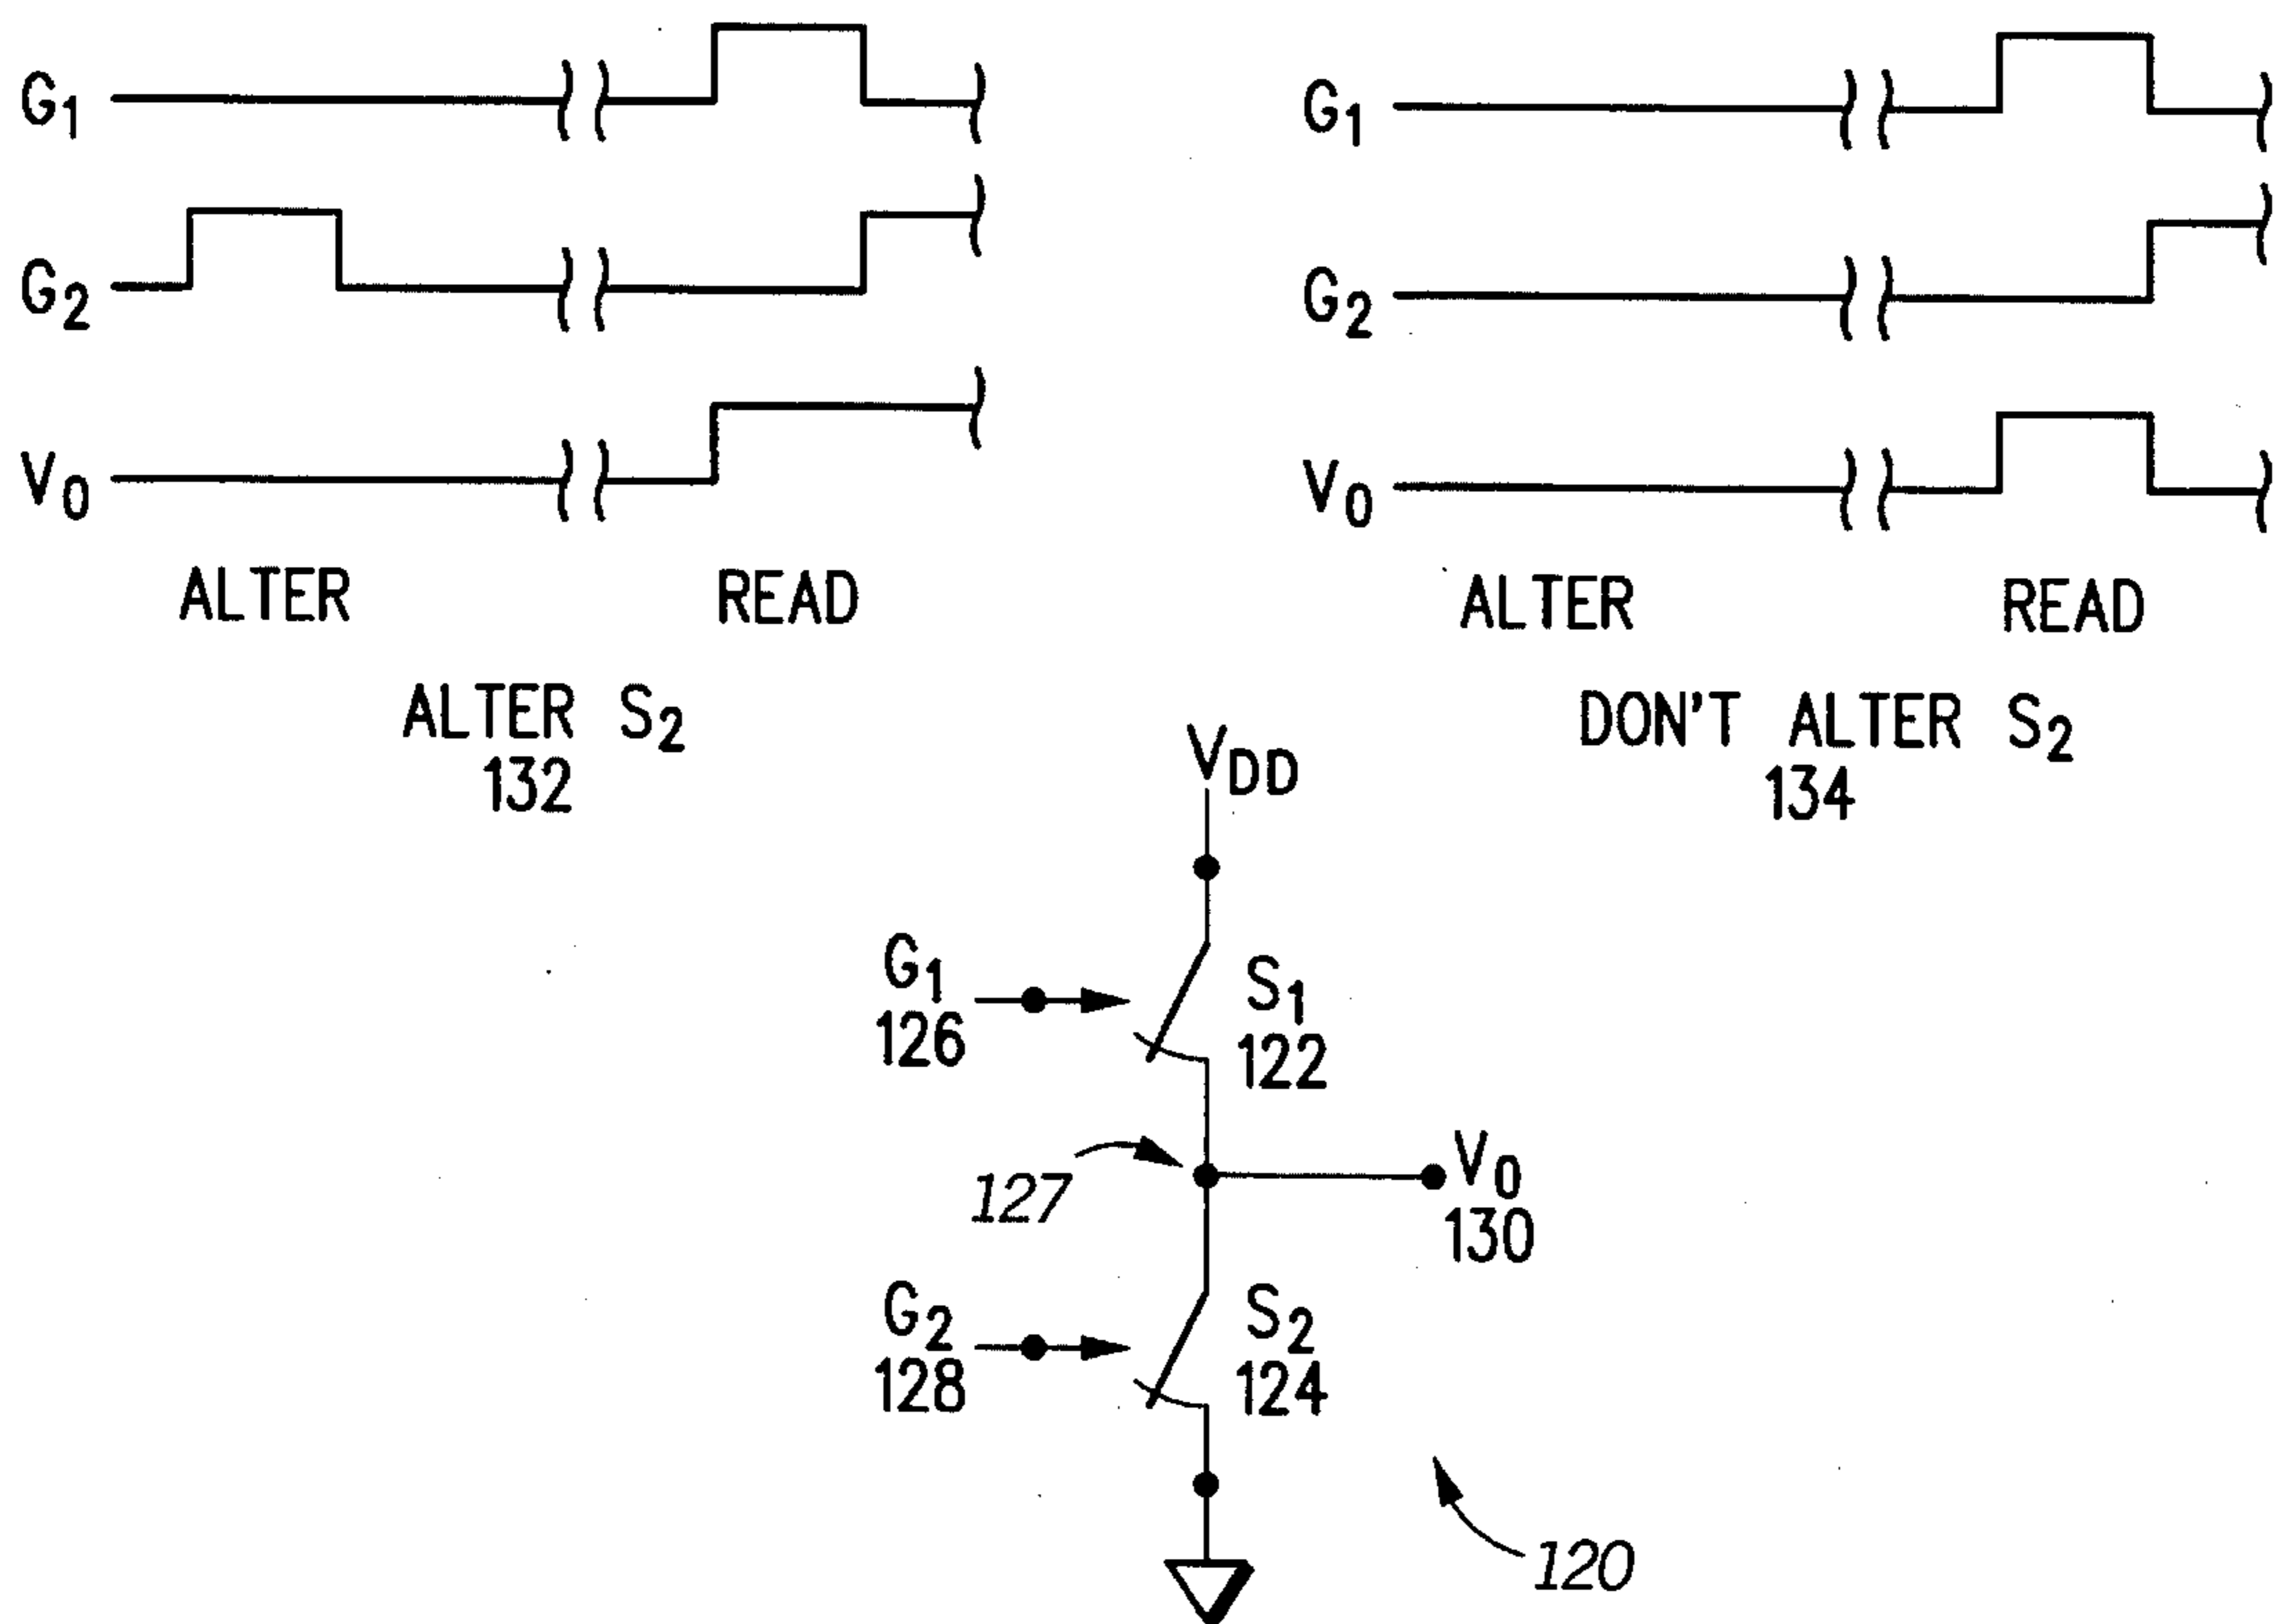 G1
G2
V0
ALTER READ
ALTER S2
132
G1
G2
V0
ALTER READ
DON'T ALTER S2
134
VDD
G1
126
S1
122
127
V0
130
G2
128
S2
124
120